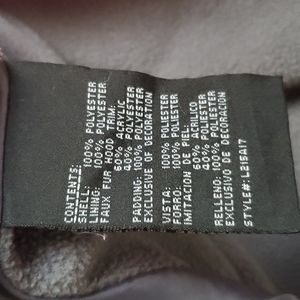 CONTENTS:
SHELL: 100% POLYESTER
LINING: 100% POLYESTER
FAUX FUR HOOD TRIM:
60% ACRYLIC
40% POLYESTER
PADDING: 100% POLYESTER
EXCLUSIVE OF DECORATION
VISTA: 100% POLIESTER
FORRO: 100% POLIESTER
IMITACION DE PIEL:
60% ACRILICO
40% POLIESTER
RELLENO: 100% POLIESTER
EXCLUSIVO DE DECORACION
STYLE#: L215A17